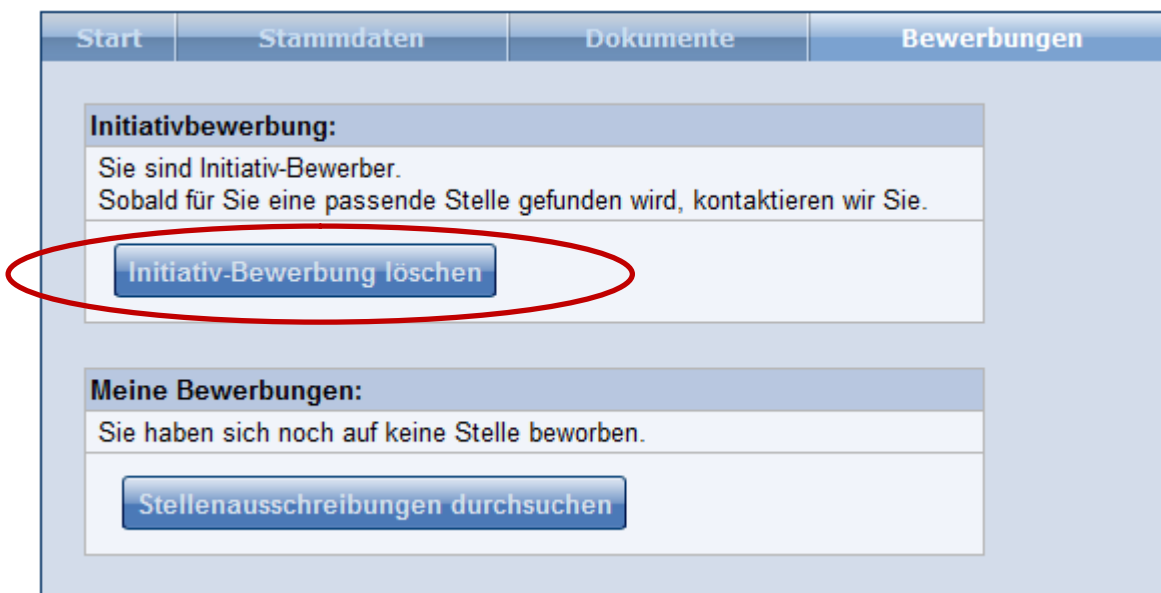 Start Stammdaten Dokumente Bewerbungen
Initiativbewerbung:
Sie sind Initiativ-Bewerber.
Sobald für Sie eine passende Stelle gefunden wird, kontaktieren wir Sie.
Initiativ-Bewerbung löschen
Meine Bewerbungen:
Sie haben sich noch auf keine Stelle beworben.
Stellenausschreibungen durchsuchen